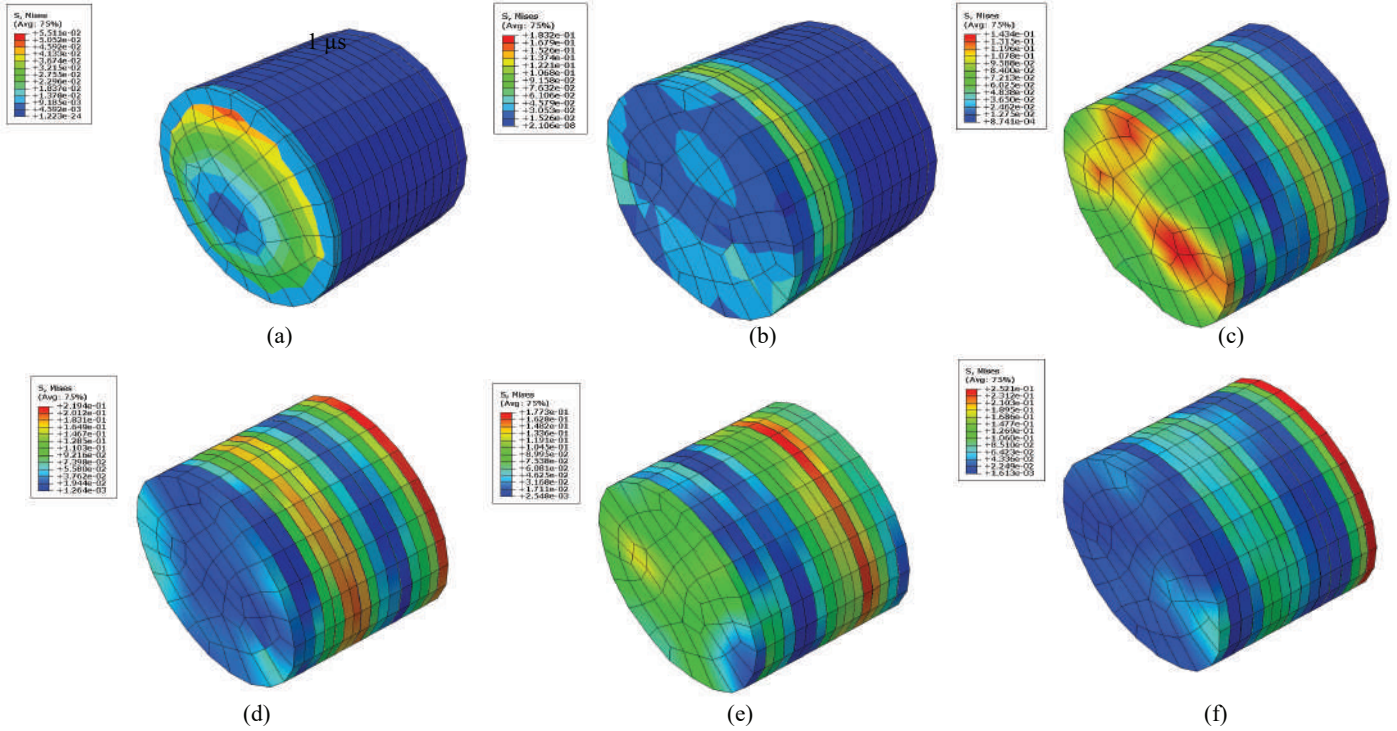 S, Mises
(Avg: 75%)
+5.511e-02
+5.052e-02
+4.592e-02
+4.133e-02
+3.674e-02
+3.215e-02
+2.755e-02
+2.296e-02
+1.837e-02
+1.378e-02
+9.185e-03
+4.592e-03
+1.223e-24
1 μs
(a)
S, Mises
(Avg: 75%)
+1.832e-01
+1.679e-01
+1.526e-01
+1.374e-01
+1.221e-01
+1.068e-01
+9.158e-02
+7.632e-02
+6.106e-02
+4.579e-02
+3.053e-02
+1.526e-02
+2.106e-08
(b)
S, Mises
(Avg: 75%)
+1.434e-01
+1.315e-01
+1.196e-01
+1.078e-01
+9.588e-02
+8.400e-02
+7.213e-02
+6.025e-02
+4.838e-02
+3.650e-02
+2.462e-02
+1.275e-02
+8.741e-04
(c)
S, Mises
(Avg: 75%)
+2.194e-01
+2.012e-01
+1.831e-01
+1.649e-01
+1.467e-01
+1.285e-01
+1.103e-01
+9.216e-02
+7.398e-02
+5.580e-02
+3.762e-02
+1.944e-02
+1.264e-03
(d)
S, Mises
(Avg: 75%)
+1.773e-01
+1.628e-01
+1.482e-01
+1.336e-01
+1.191e-01
+1.045e-01
+8.995e-02
+7.538e-02
+6.081e-02
+4.625e-02
+3.168e-02
+1.711e-02
+2.548e-03
(e)
S, Mises
(Avg: 75%)
+2.521e-01
+2.312e-01
+2.103e-01
+1.895e-01
+1.686e-01
+1.477e-01
+1.269e-01
+1.060e-01
+8.510e-02
+6.423e-02
+4.336e-02
+2.249e-02
+1.613e-03
(f)